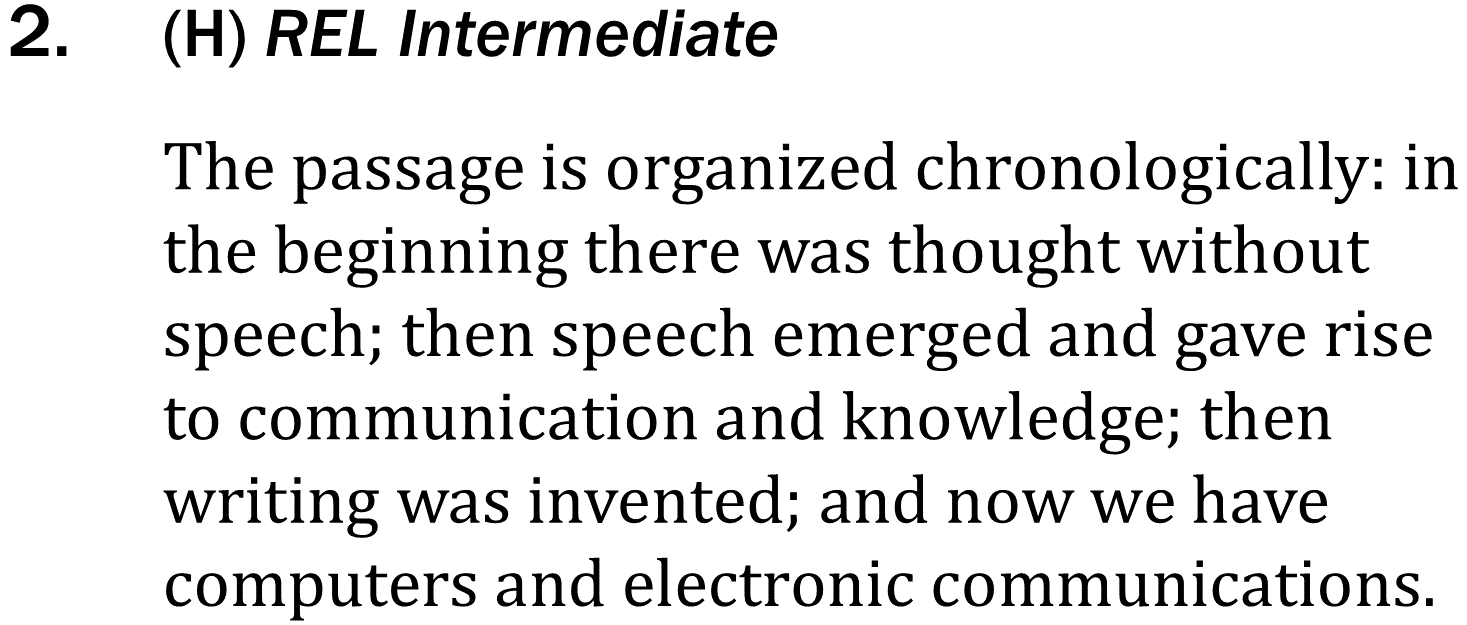 2. (H) REL Intermediate
The passage is organized chronologically: in
the beginning there was thought without
speech; then speech emerged and gave rise
to communication and knowledge; then
writing was invented; and now we have
computers and electronic communications.